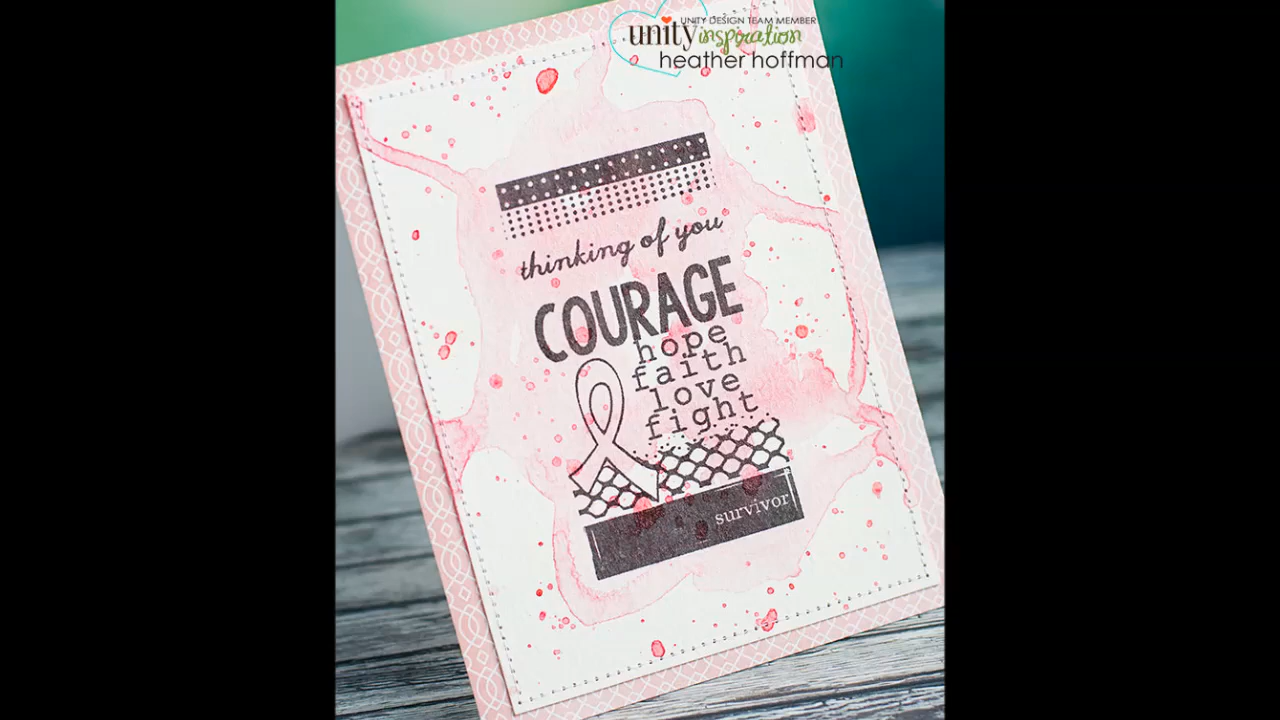 UNITY DESIGN TEAM MEMBER
unity inspiration
heather hoffman
thinking of you
COURAGE
hope
faith
love
fight
survivor